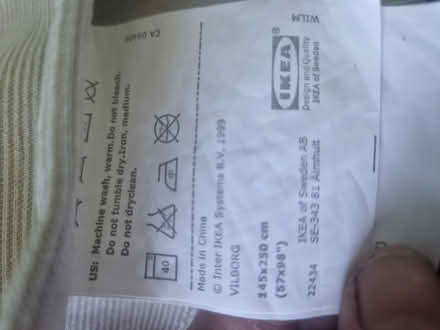 US: Machine wash, warm. Do not bleach.
Do not tumble dry. Iron, medium.
Do not dryclean.
40
Made in China
© Inter IKEA Systems B.V. 1999
VILBORG
145x250 cm
(57x98")
22434
IKEA of Sweden AB
SE-343 81 Älmhult
IKEA®
Design and Quality
IKEA of Sweden